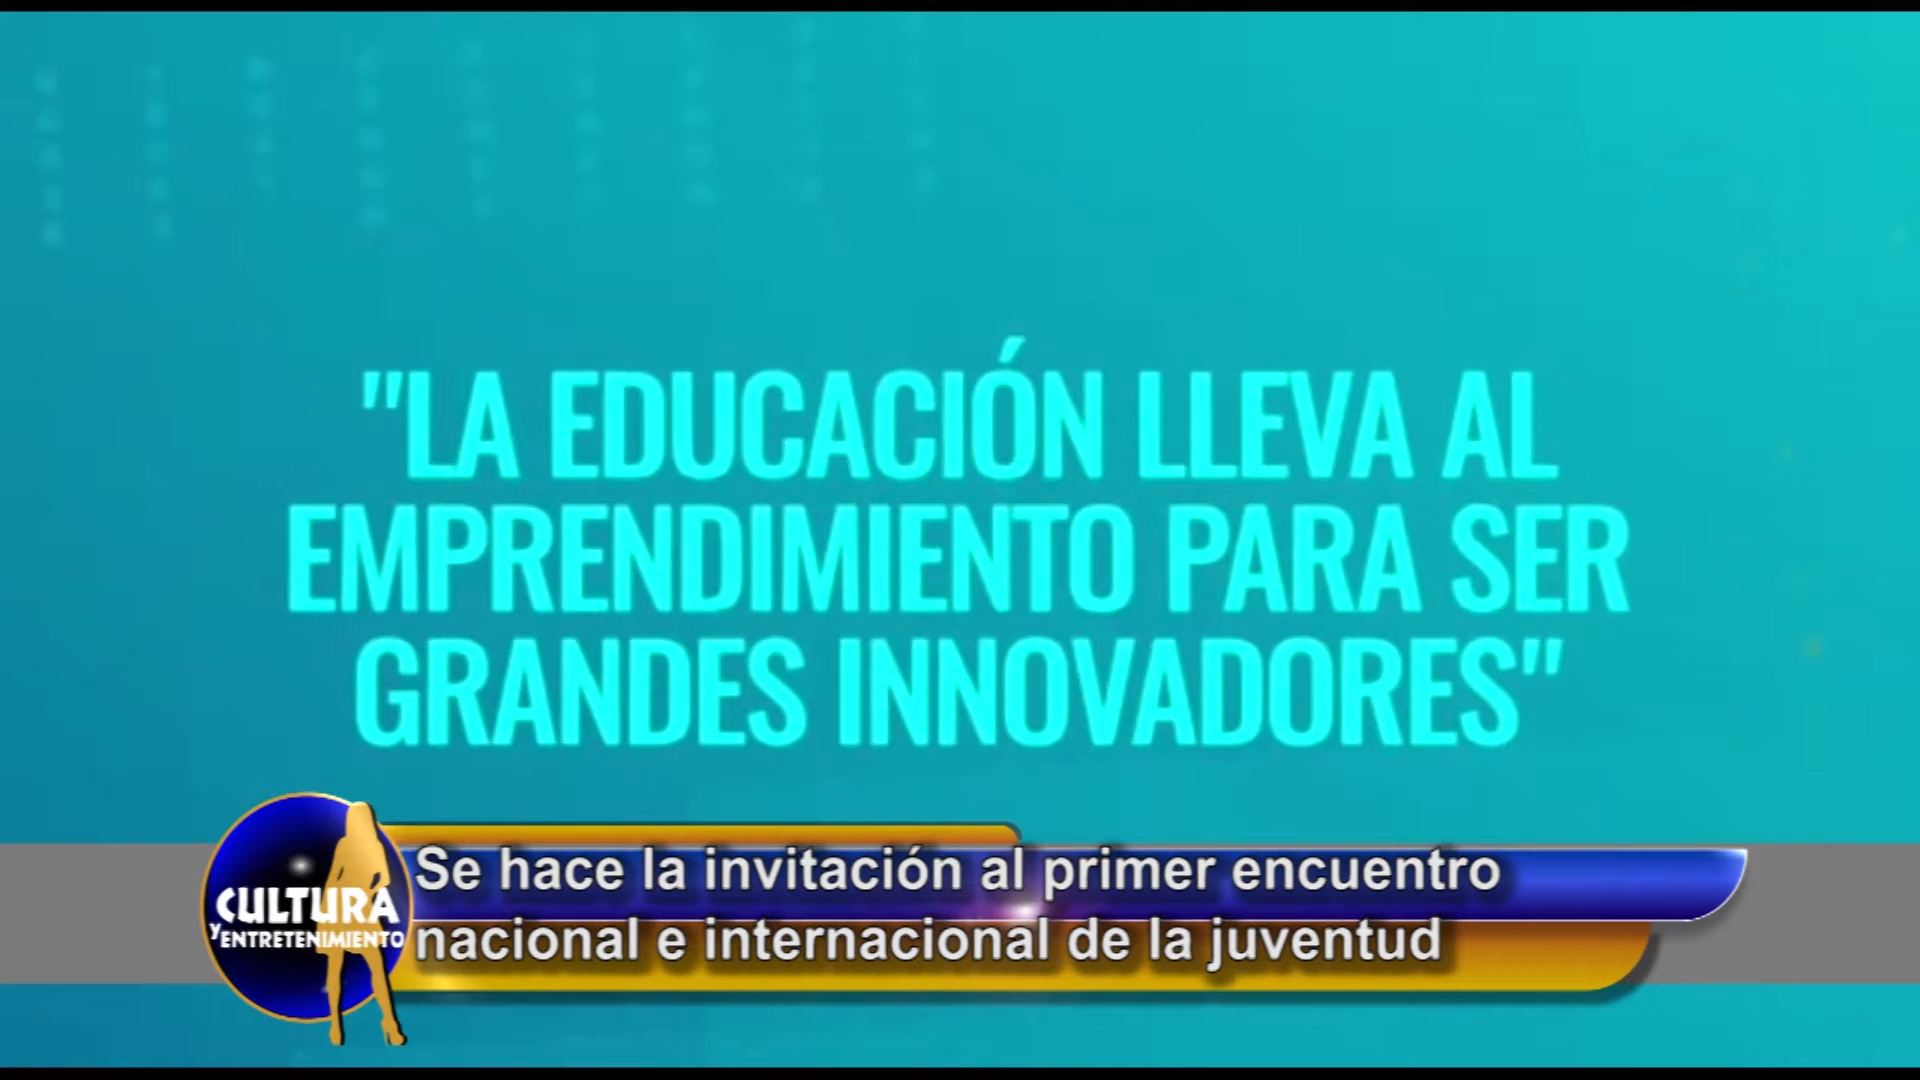 "LA EDUCACIÓN LLEVA AL
EMPRENDIMIENTO PARA SER
GRANDES INNOVADORES"
Se hace la invitación al primer encuentro
nacional e internacional de la juventud
CULTURA
Y ENTRETENIMIENTO